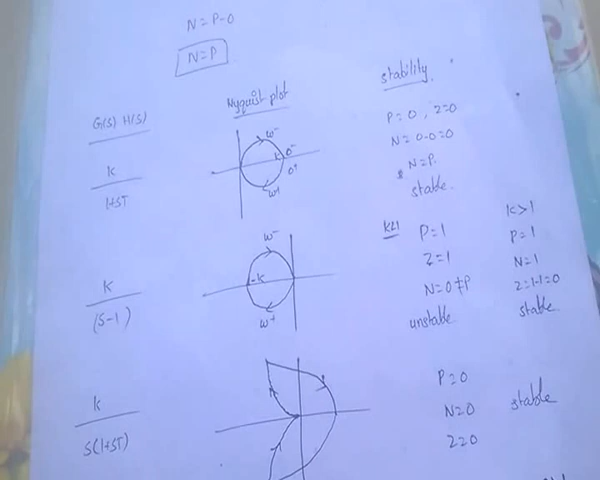 N = P-0
N=P
G(s) H(s)
Nyquist plot
stability
K
1+ST
ω-
K
0-
0+
ω+
P=0, Z=0
N=0-0=0
N=P.
stable.
K
(S-1)
ω-
-K
ω+
K<1
P=1
Z=1
N=0≠P
unstable
K>1
P=1
N=1
Z=1-1=0
stable
K
S(1+ST)
P=0
N=0
Z=0
stable